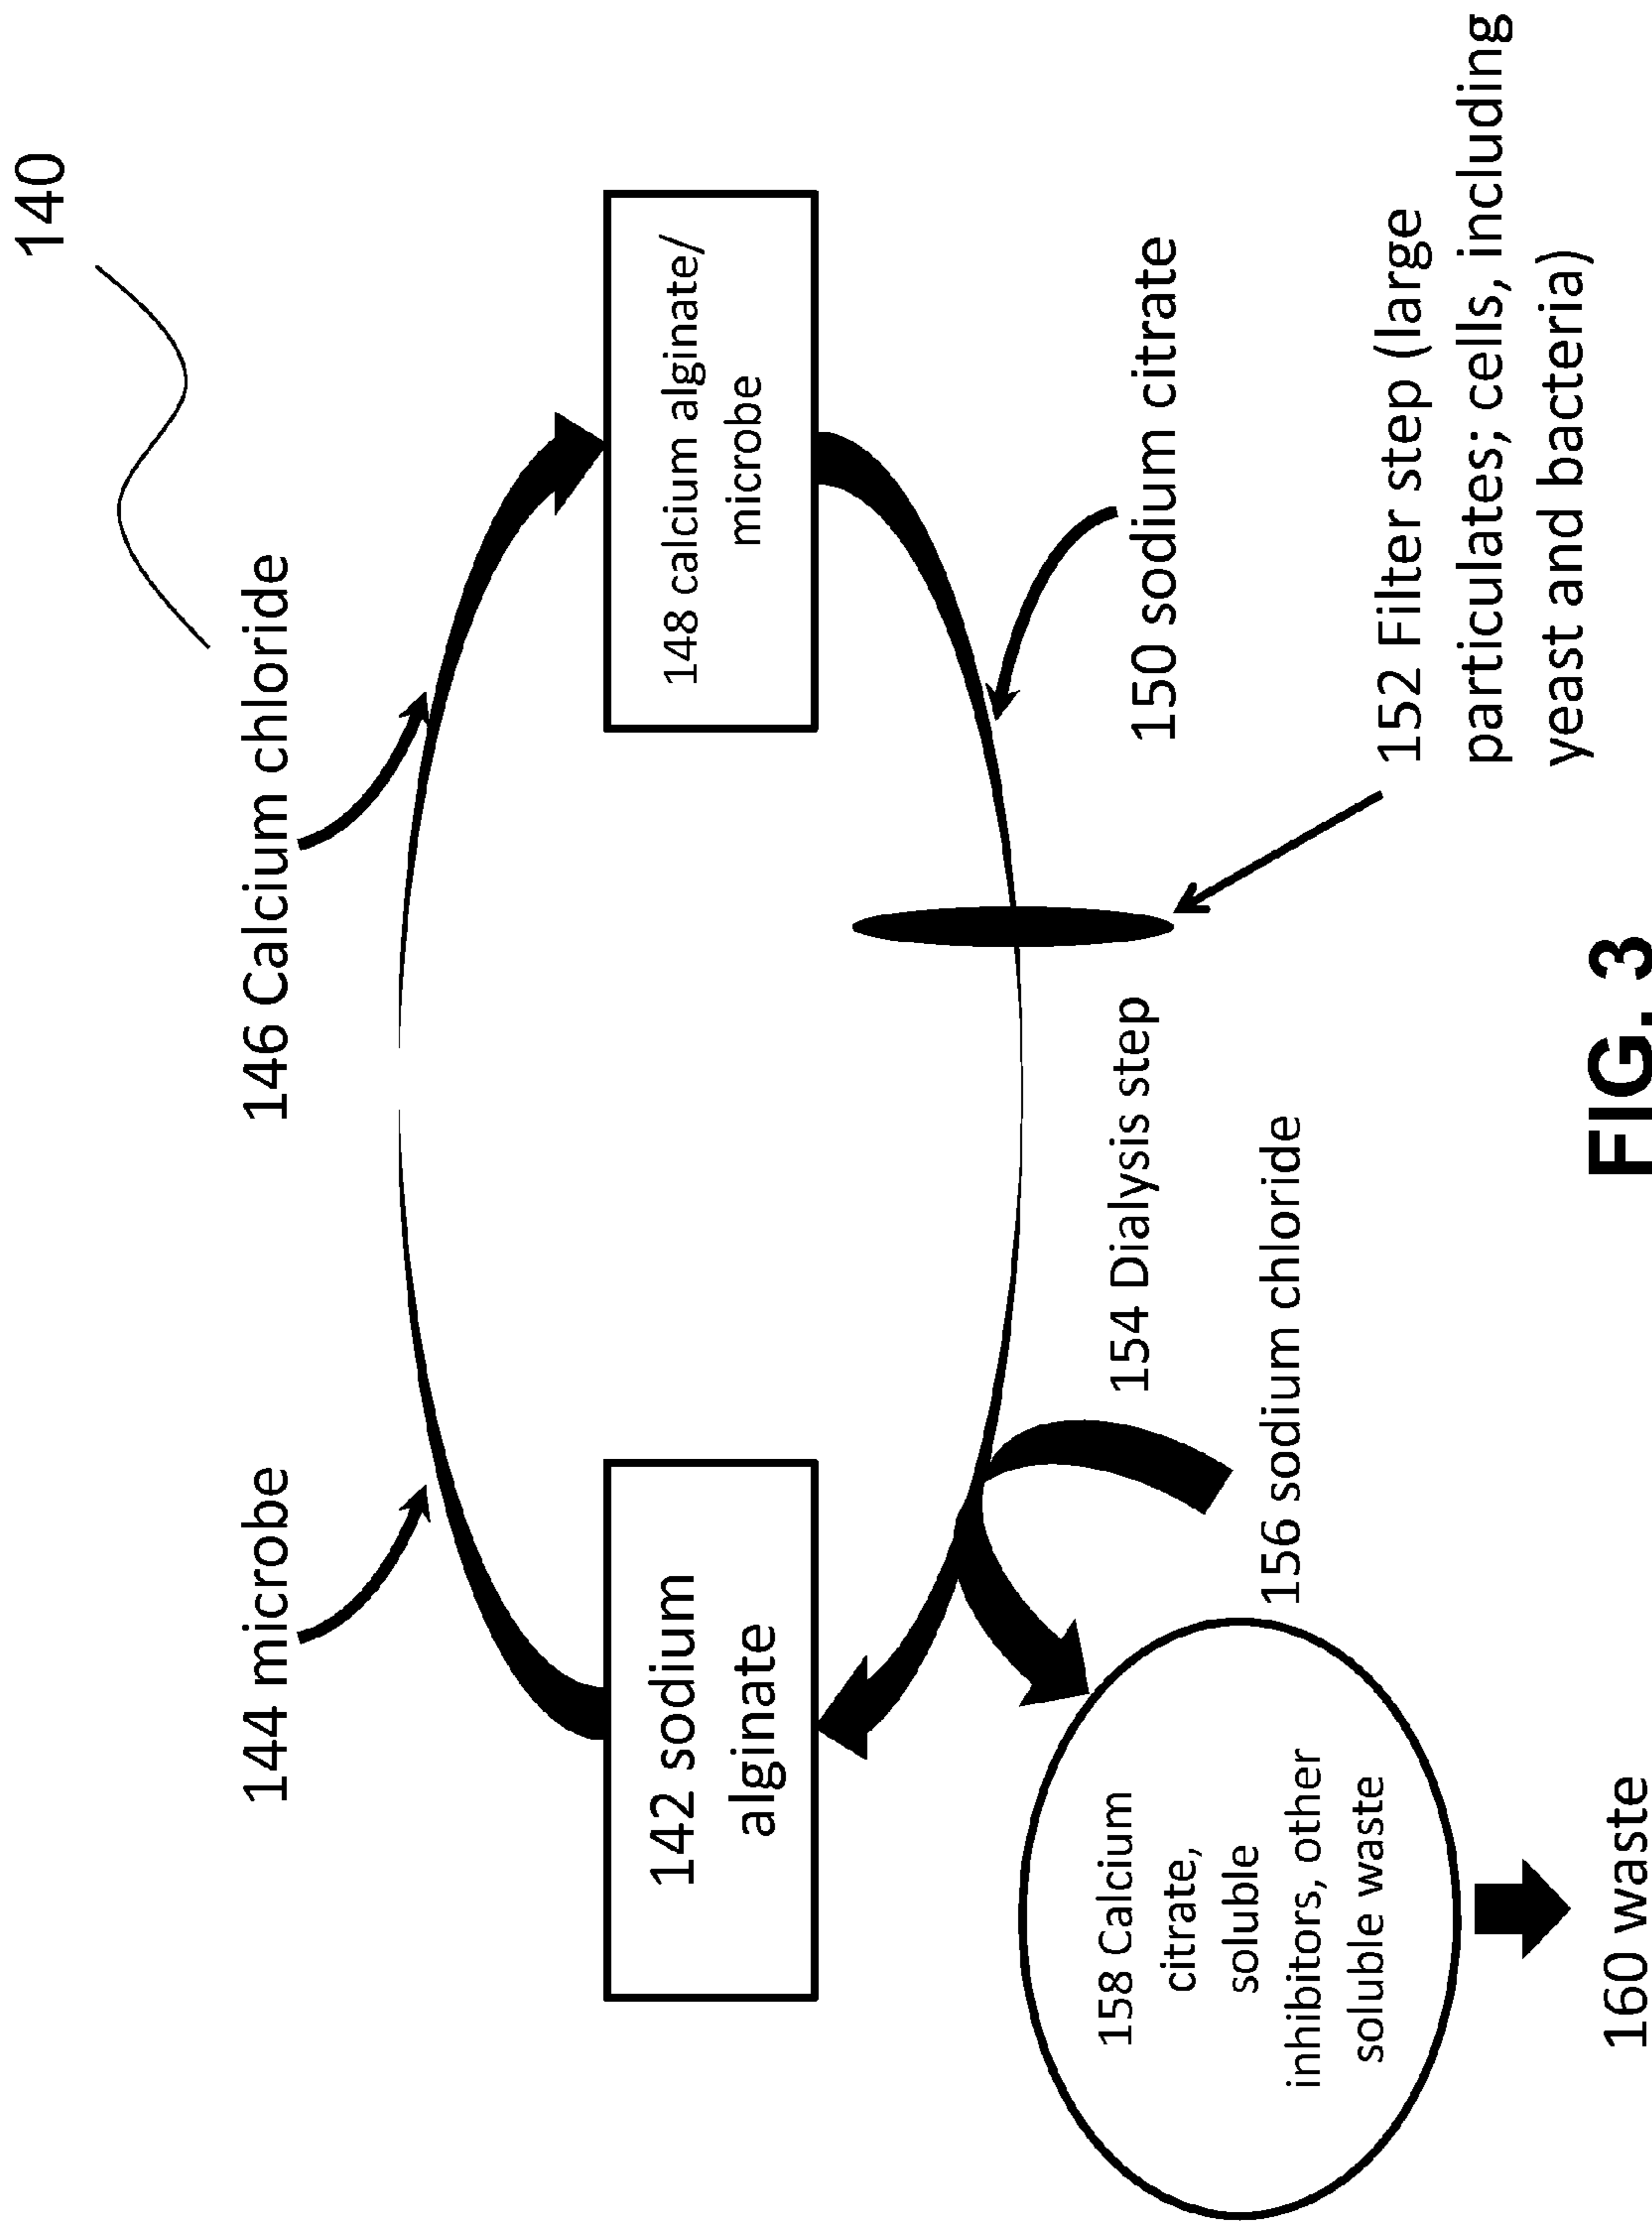 140
146 Calcium chloride
144 microbe
148 calcium alginate/
microbe
142 sodium
alginate
150 sodium citrate
152 Filter step (large
particulates; cells, including
yeast and bacteria)
154 Dialysis step
156 sodium chloride
158 Calcium
citrate,
soluble
inhibitors, other
soluble waste
160 waste
FIG. 3